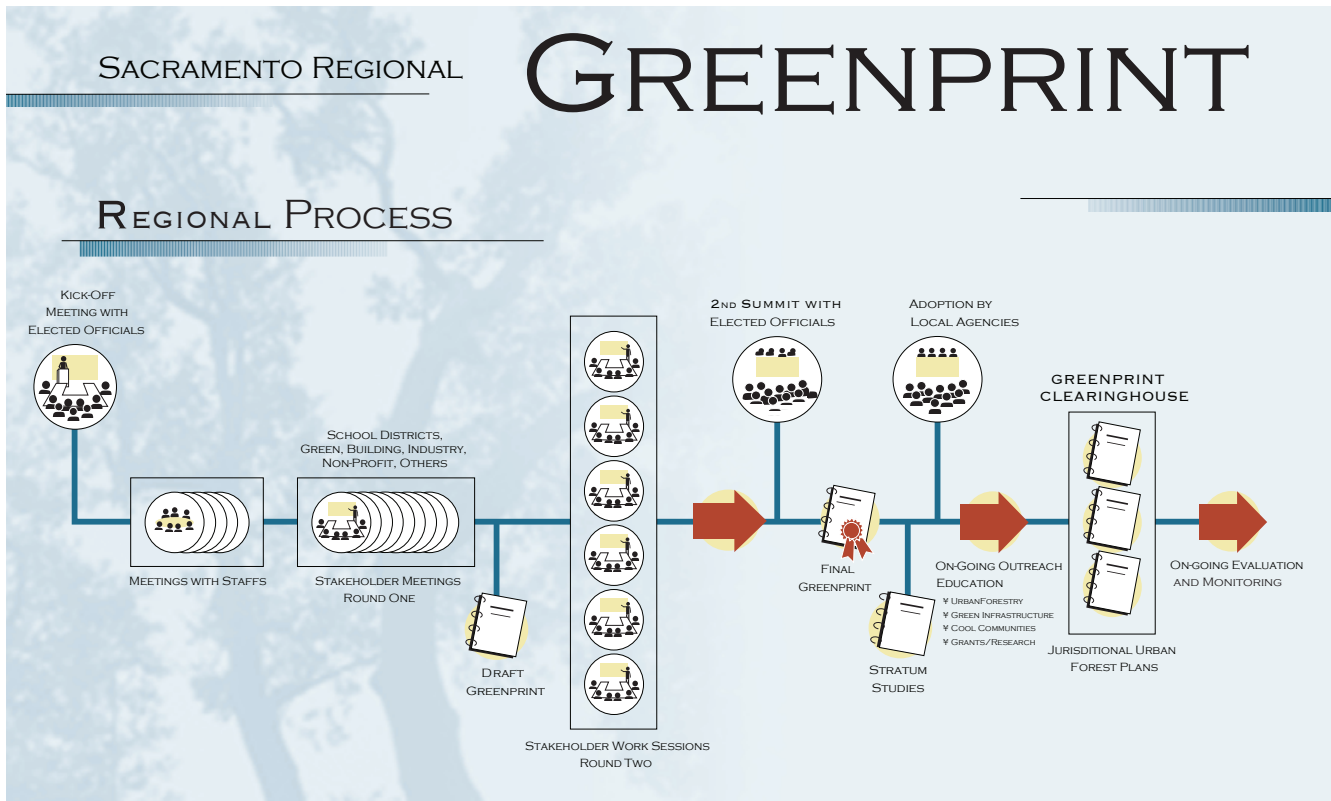 SACRAMENTO REGIONAL
GREENPRINT
REGIONAL PROCESS
KICK-OFF
MEETING WITH
ELECTED OFFICIALS
MEETINGS WITH STAFFS
SCHOOL DISTRICTS,
GREEN, BUILDING, INDUSTRY,
NON-PROFIT, OTHERS
STAKEHOLDER MEETINGS
ROUND ONE
DRAFT
GREENPRINT
STAKEHOLDER WORK SESSIONS
ROUND TWO
2ND SUMMIT WITH
ELECTED OFFICIALS
FINAL
GREENPRINT
STRATUM
STUDIES
ADOPTION BY
LOCAL AGENCIES
ON-GOING OUTREACH
EDUCATION
¥ URBANFORESTRY
¥ GREEN INFRASTRUCTURE
¥ COOL COMMUNITIES
¥ GRANTS/RESEARCH
GREENPRINT
CLEARINGHOUSE
JURISDITIONAL URBAN
FOREST PLANS
ON-GOING EVALUATION
AND MONITORING